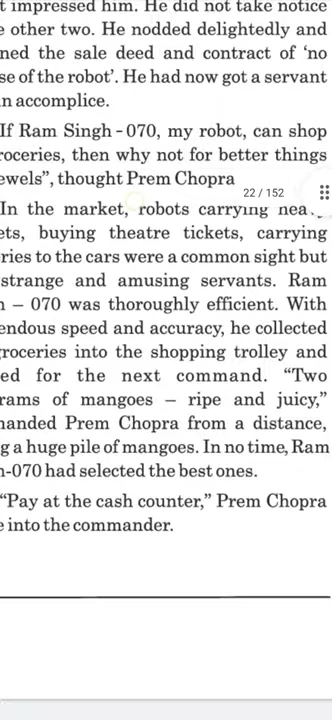 t impressed him. He did not take notice
e other two. He nodded delightedly and
ned the sale deed and contract of ‘no
se of the robot’. He had now got a servant
n accomplice.
If Ram Singh - 070, my robot, can shop
roceries, then why not for better things
ewels”, thought Prem Chopra
22 / 152
In the market, robots carrying
ets, buying theatre tickets, carrying
ries to the cars were a common sight but
strange and amusing servants. Ram
– 070 was thoroughly efficient. With
endous speed and accuracy, he collected
groceries into the shopping trolley and
ed for the next command. “Two
rams of mangoes – ripe and juicy,”
anded Prem Chopra from a distance,
g a huge pile of mangoes. In no time, Ram
-070 had selected the best ones.
“Pay at the cash counter,” Prem Chopra
e into the commander.